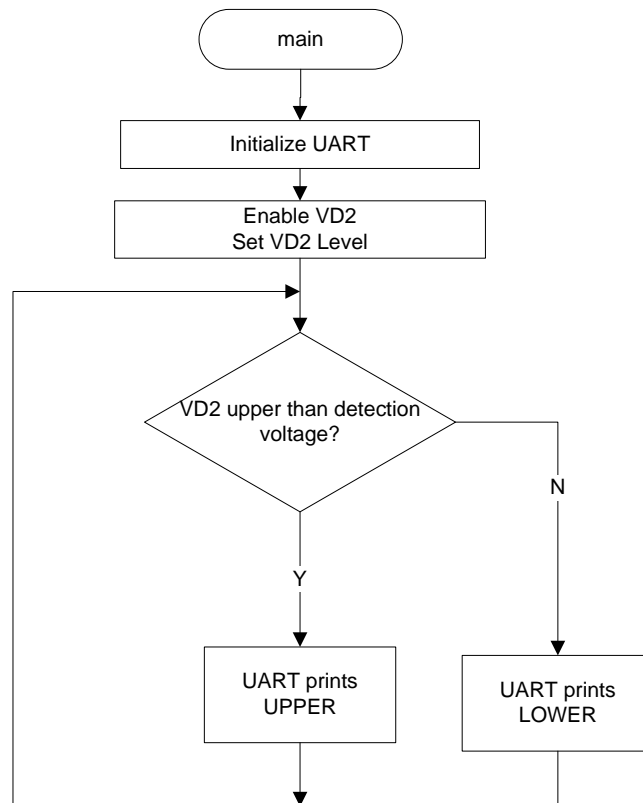 main
Initialize UART
Enable VD2
Set VD2 Level
VD2 upper than detection
voltage?
N
Y
UART prints
UPPER
UART prints
LOWER